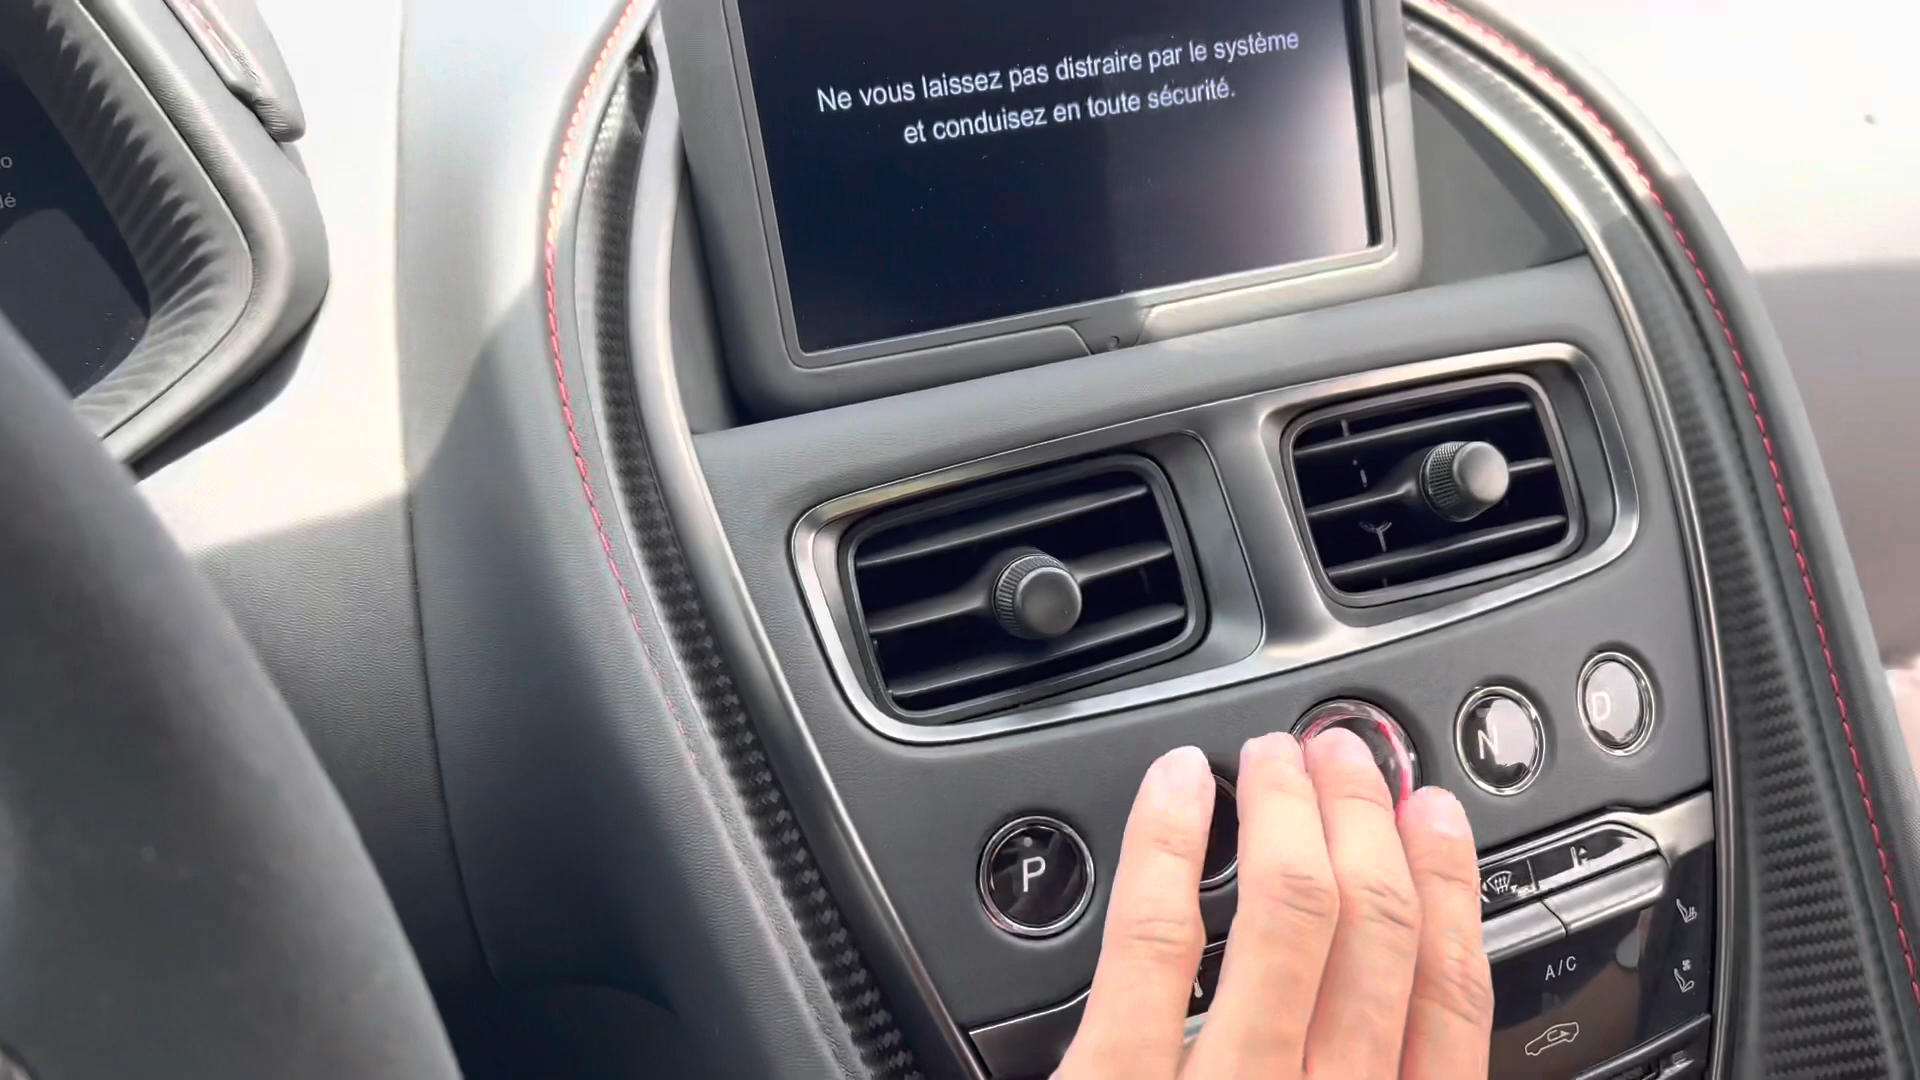 Ne vous laissez pas distraire par le système
et conduisez en toute sécurité.
P
N
D
A/C